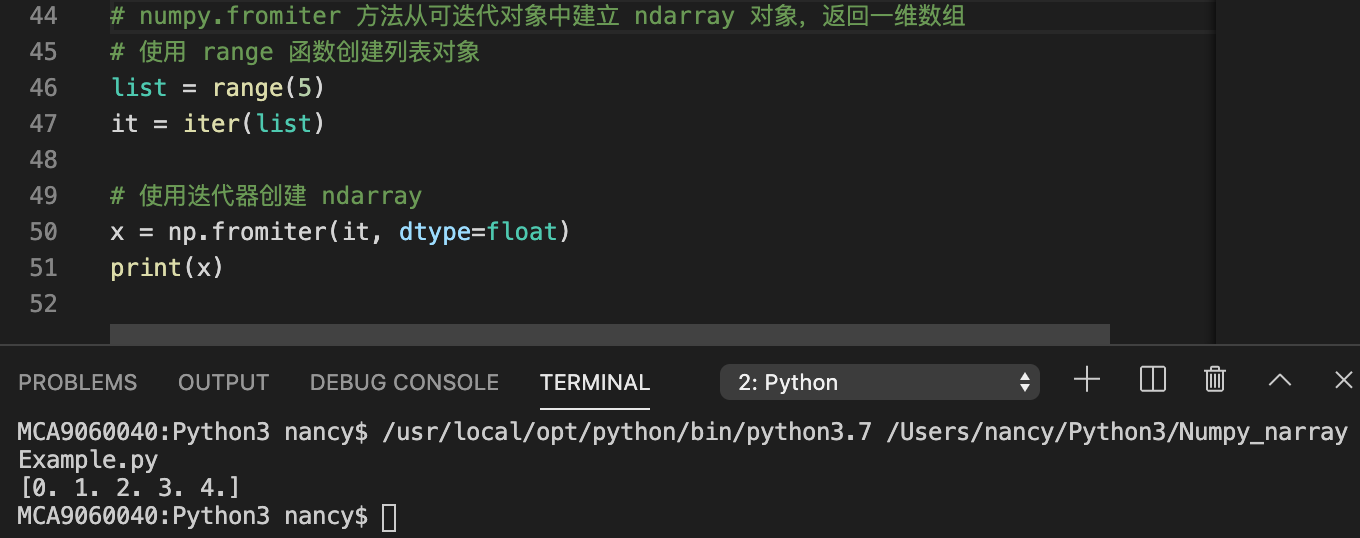 44 # numpy.fromiter 方法从可迭代对象中建立 ndarray 对象，返回一维数组
45 # 使用 range 函数创建列表对象
46 list = range(5)
47 it = iter(list)
48
49 # 使用迭代器创建 ndarray
50 x = np.fromiter(it, dtype=float)
51 print(x)
52
PROBLEMS OUTPUT DEBUG CONSOLE TERMINAL 2: Python
MCA9060040:Python3 nancy$ /usr/local/opt/python/bin/python3.7 /Users/nancy/Python3/Numpy_narray
Example.py
[0. 1. 2. 3. 4.]
MCA9060040:Python3 nancy$